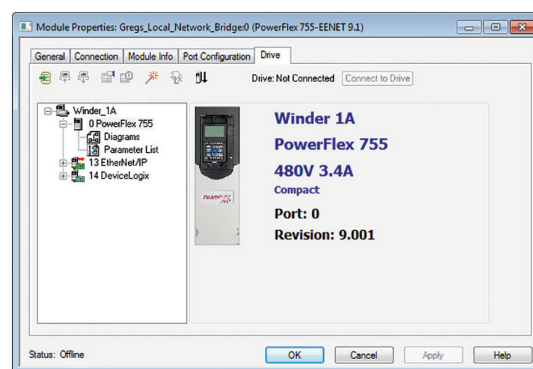 Module Properties: Gregs_Local_Network_Bridge:0 (PowerFlex 755-EENET 9.1)
General Connection Module Info Port Configuration Drive
Drive: Not Connected Connect to Drive
Winder_1A
0 PowerFlex 755
Diagrams
Parameter List
13 EtherNet/IP
14 DeviceLogix
PowerFlex
Winder 1A
PowerFlex 755
480V 3.4A
Compact
Port: 0
Revision: 9.001
Status: Offline OK Cancel Apply Help